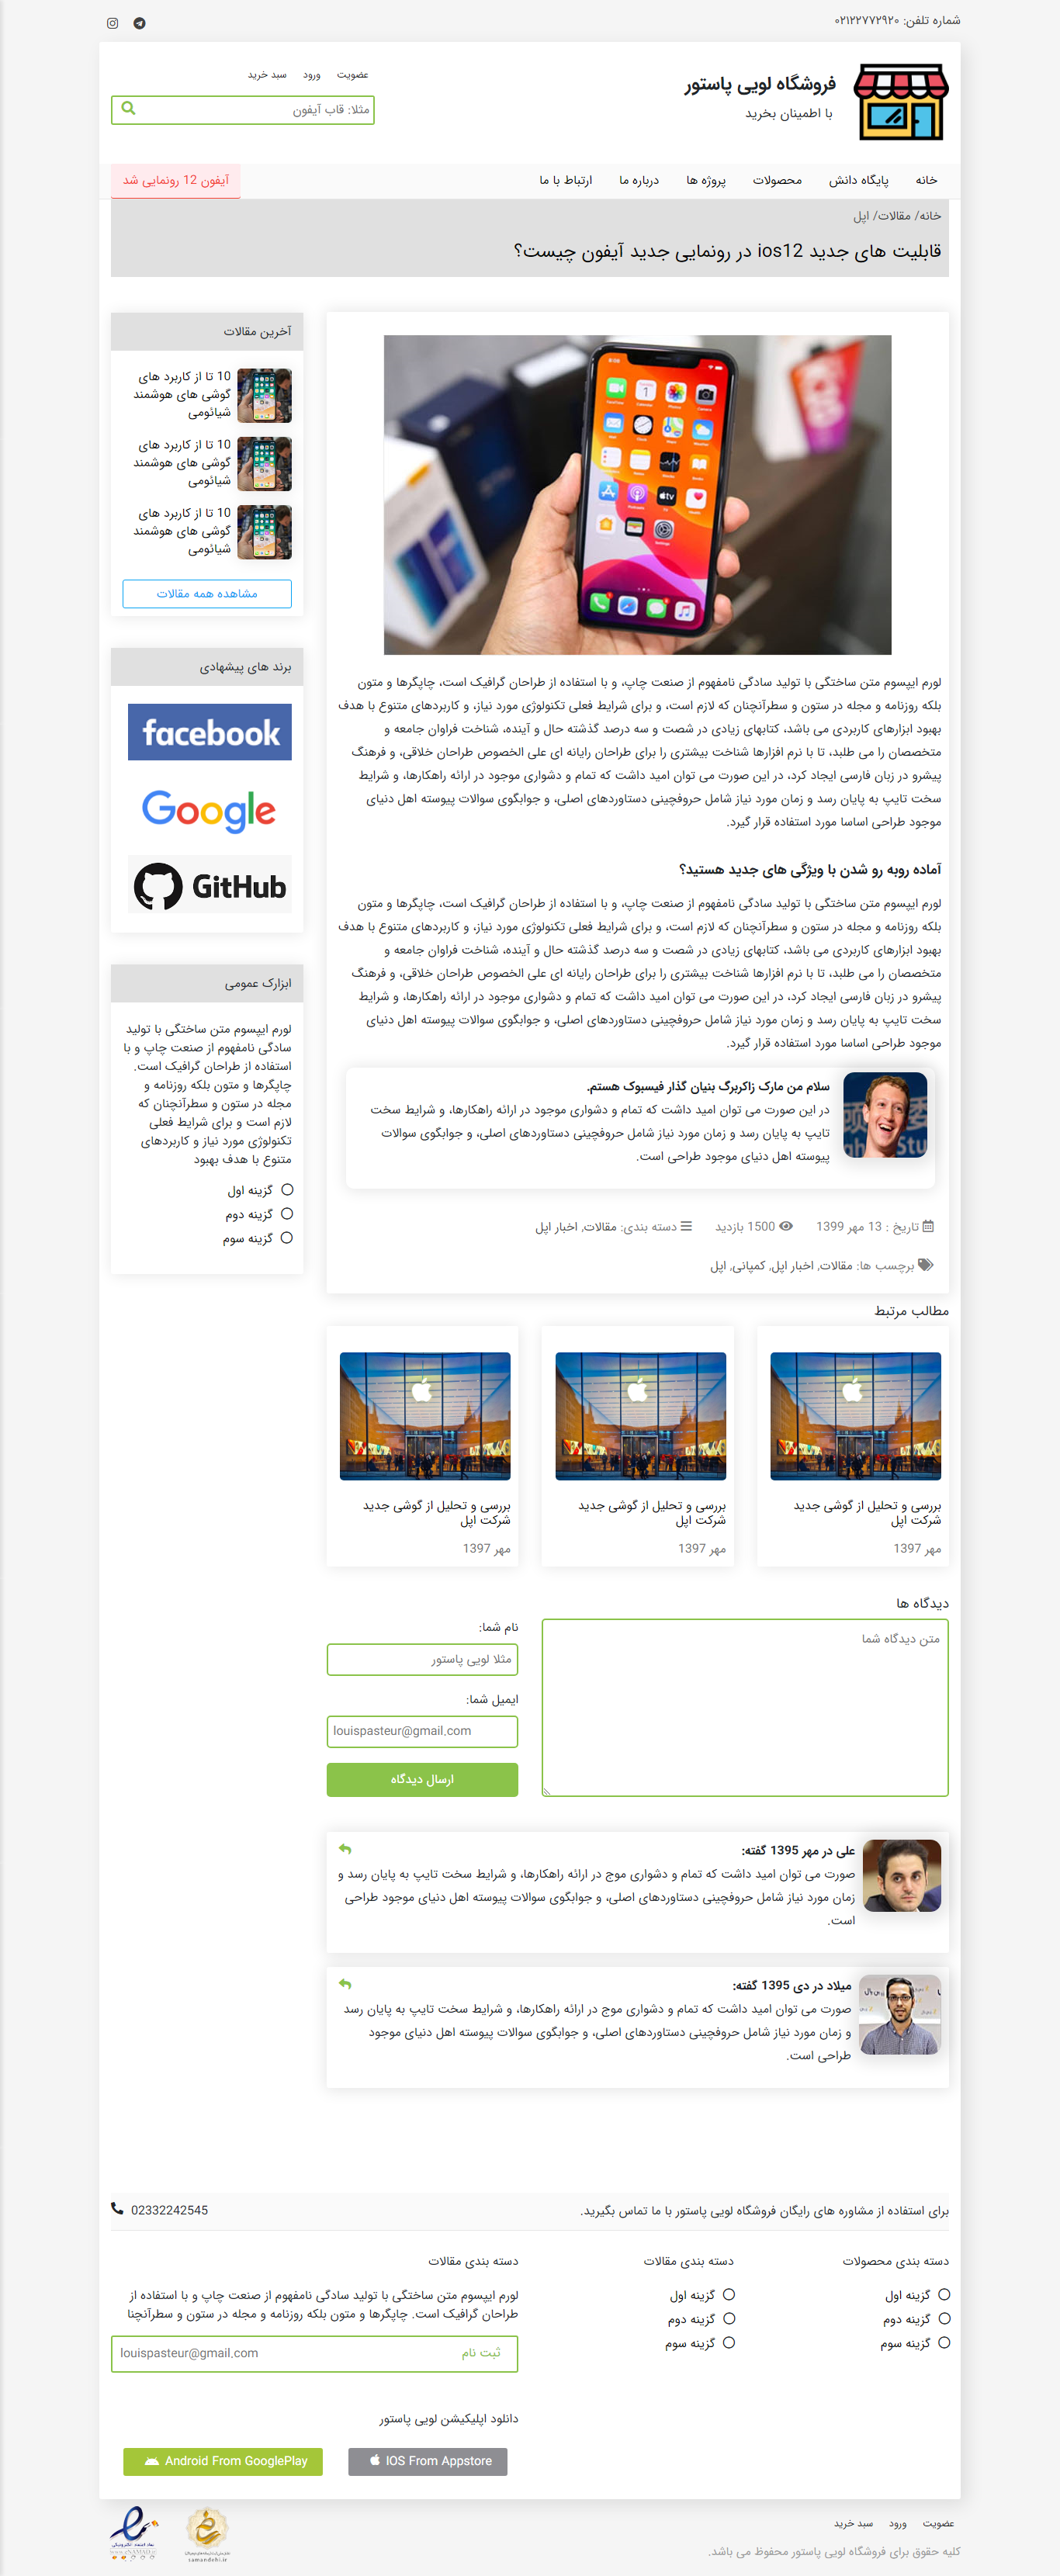 شماره تلفن: ۰۲۱۲۲۷۷۲۹۲۰
فروشگاه لویی پاستور
با اطمینان بخرید
عضویت ورود سبد خرید
مثلا: قاب آیفون
خانه پایگاه دانش محصولات پروژه ها درباره ما ارتباط با ما
آیفون 12 رونمایی شد
خانه/ مقالات/ اپل
قابلیت های جدید ios12 در رونمایی جدید آیفون چیست؟
لورم ایپسوم متن ساختگی با تولید سادگی نامفهوم از صنعت چاپ، و با استفاده از طراحان گرافیک است، چاپگرها و متون
بلکه روزنامه و مجله در ستون و سطرآنچنان که لازم است، و برای شرایط فعلی تکنولوژی مورد نیاز، و کاربردهای متنوع با هدف
بهبود ابزارهای کاربردی می باشد، کتابهای زیادی در شصت و سه درصد گذشته حال و آینده، شناخت فراوان جامعه و
متخصصان را می طلبد، تا با نرم افزارها شناخت بیشتری را برای طراحان رایانه ای علی الخصوص طراحان خلاقی، و فرهنگ
پیشرو در زبان فارسی ایجاد کرد، در این صورت می توان امید داشت که تمام و دشواری موجود در ارائه راهکارها، و شرایط
سخت تایپ به پایان رسد و زمان مورد نیاز شامل حروفچینی دستاوردهای اصلی، و جوابگوی سوالات پیوسته اهل دنیای
موجود طراحی اساسا مورد استفاده قرار گیرد.
آماده روبه رو شدن با ویژگی های جدید هستید؟
لورم ایپسوم متن ساختگی با تولید سادگی نامفهوم از صنعت چاپ، و با استفاده از طراحان گرافیک است، چاپگرها و متون
بلکه روزنامه و مجله در ستون و سطرآنچنان که لازم است، و برای شرایط فعلی تکنولوژی مورد نیاز، و کاربردهای متنوع با هدف
بهبود ابزارهای کاربردی می باشد، کتابهای زیادی در شصت و سه درصد گذشته حال و آینده، شناخت فراوان جامعه و
متخصصان را می طلبد، تا با نرم افزارها شناخت بیشتری را برای طراحان رایانه ای علی الخصوص طراحان خلاقی، و فرهنگ
پیشرو در زبان فارسی ایجاد کرد، در این صورت می توان امید داشت که تمام و دشواری موجود در ارائه راهکارها، و شرایط
سخت تایپ به پایان رسد و زمان مورد نیاز شامل حروفچینی دستاوردهای اصلی، و جوابگوی سوالات پیوسته اهل دنیای
موجود طراحی اساسا مورد استفاده قرار گیرد.
سلام من مارک زاکربرگ بنیان گذار فیسبوک هستم.
در این صورت می توان امید داشت که تمام و دشواری موجود در ارائه راهکارها، و شرایط سخت
تایپ به پایان رسد و زمان مورد نیاز شامل حروفچینی دستاوردهای اصلی، و جوابگوی سوالات
پیوسته اهل دنیای موجود طراحی است.
تاریخ : 13 مهر 1399 1500 بازدید دسته بندی: مقالات, اخبار اپل
برچسب ها: مقالات, اخبار اپل, کمپانی, اپل
آخرین مقالات
10 تا از کاربرد های
گوشی های هوشمند
شیائومی
10 تا از کاربرد های
گوشی های هوشمند
شیائومی
10 تا از کاربرد های
گوشی های هوشمند
شیائومی
مشاهده همه مقالات
برند های پیشنهادی
facebook
Google
GitHub
ابزارک عمومی
لورم ایپسوم متن ساختگی با تولید
سادگی نامفهوم از صنعت چاپ و با
استفاده از طراحان گرافیک است.
چاپگرها و متون بلکه روزنامه و
مجله در ستون و سطرآنچنان که
لازم است و برای شرایط فعلی
تکنولوژی مورد نیاز و کاربردهای
متنوع با هدف بهبود
گزینه اول
گزینه دوم
گزینه سوم
مطالب مرتبط
بررسی و تحلیل از گوشی جدید
شرکت اپل
مهر 1397
بررسی و تحلیل از گوشی جدید
شرکت اپل
مهر 1397
بررسی و تحلیل از گوشی جدید
شرکت اپل
مهر 1397
دیدگاه ها
متن دیدگاه شما
نام شما:
مثلا لویی پاستور
ایمیل شما:
louispasteur@gmail.com
ارسال دیدگاه
علی در مهر 1395 گفته:
صورت می توان امید داشت که تمام و دشواری موج در ارائه راهکارها، و شرایط سخت تایپ به پایان رسد و
زمان مورد نیاز شامل حروفچینی دستاوردهای اصلی، و جوابگوی سوالات پیوسته اهل دنیای موجود طراحی
است.
میلاد در دی 1395 گفته:
صورت می توان امید داشت که تمام و دشواری موج در ارائه راهکارها، و شرایط سخت تایپ به پایان رسد
و زمان مورد نیاز شامل حروفچینی دستاوردهای اصلی، و جوابگوی سوالات پیوسته اهل دنیای موجود
طراحی است.
برای استفاده از مشاوره های رایگان فروشگاه لویی پاستور با ما تماس بگیرید.
02332242545
دسته بندی محصولات
گزینه اول
گزینه دوم
گزینه سوم
دسته بندی مقالات
گزینه اول
گزینه دوم
گزینه سوم
دسته بندی مقالات
لورم ایپسوم متن ساختگی با تولید سادگی نامفهوم از صنعت چاپ و با استفاده از
طراحان گرافیک است. چاپگرها و متون بلکه روزنامه و مجله در ستون و سطرآنچنا
ثبت نام louispasteur@gmail.com
دانلود اپلیکیشن لویی پاستور
IOS From Appstore
Android From GooglePlay
عضویت ورود سبد خرید
کلیه حقوق برای فروشگاه لویی پاستور محفوظ می باشد.
samandehi.ir